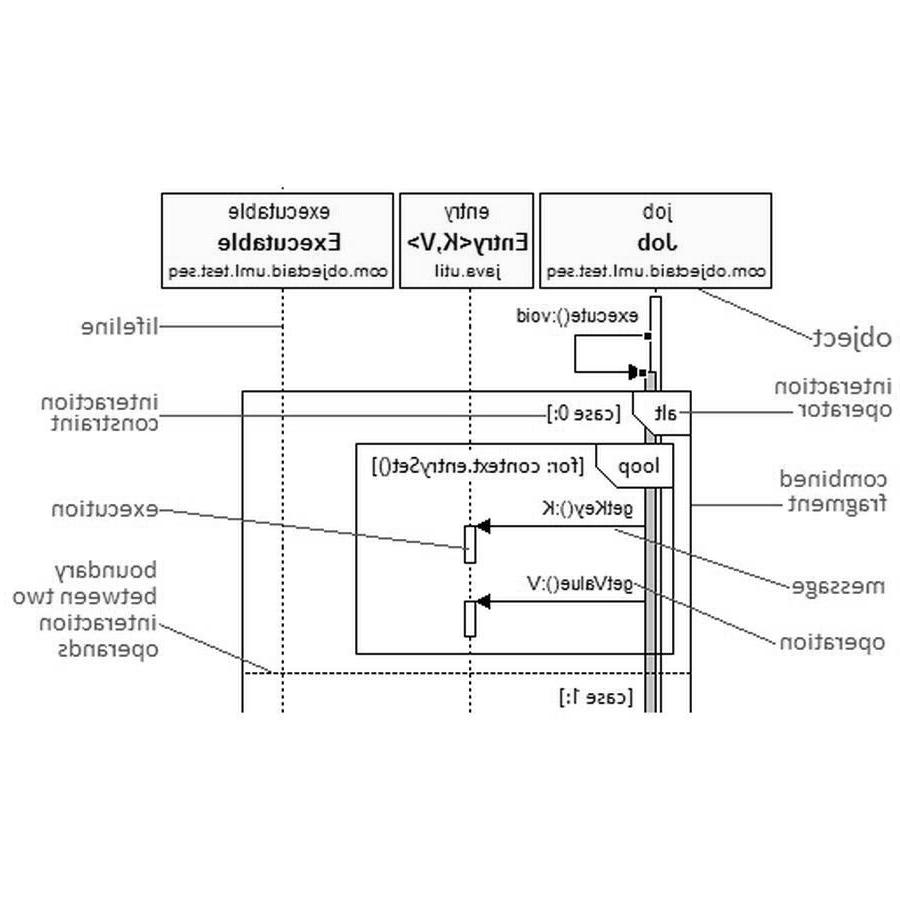 job
Job
com.objectaid.uml.test.seq
entry
Entry<K,V>
java.util
executable
Executable
com.objectaid.uml.test.seq
execute():void
object
lifeline
interaction
operator
alt
[case 0:]
interaction
constraint
loop
[for: context.entrySet()]
combined
fragment
getKey():K
execution
message
getValue():V
operation
boundary
between two
interaction
operands
[case 1:]